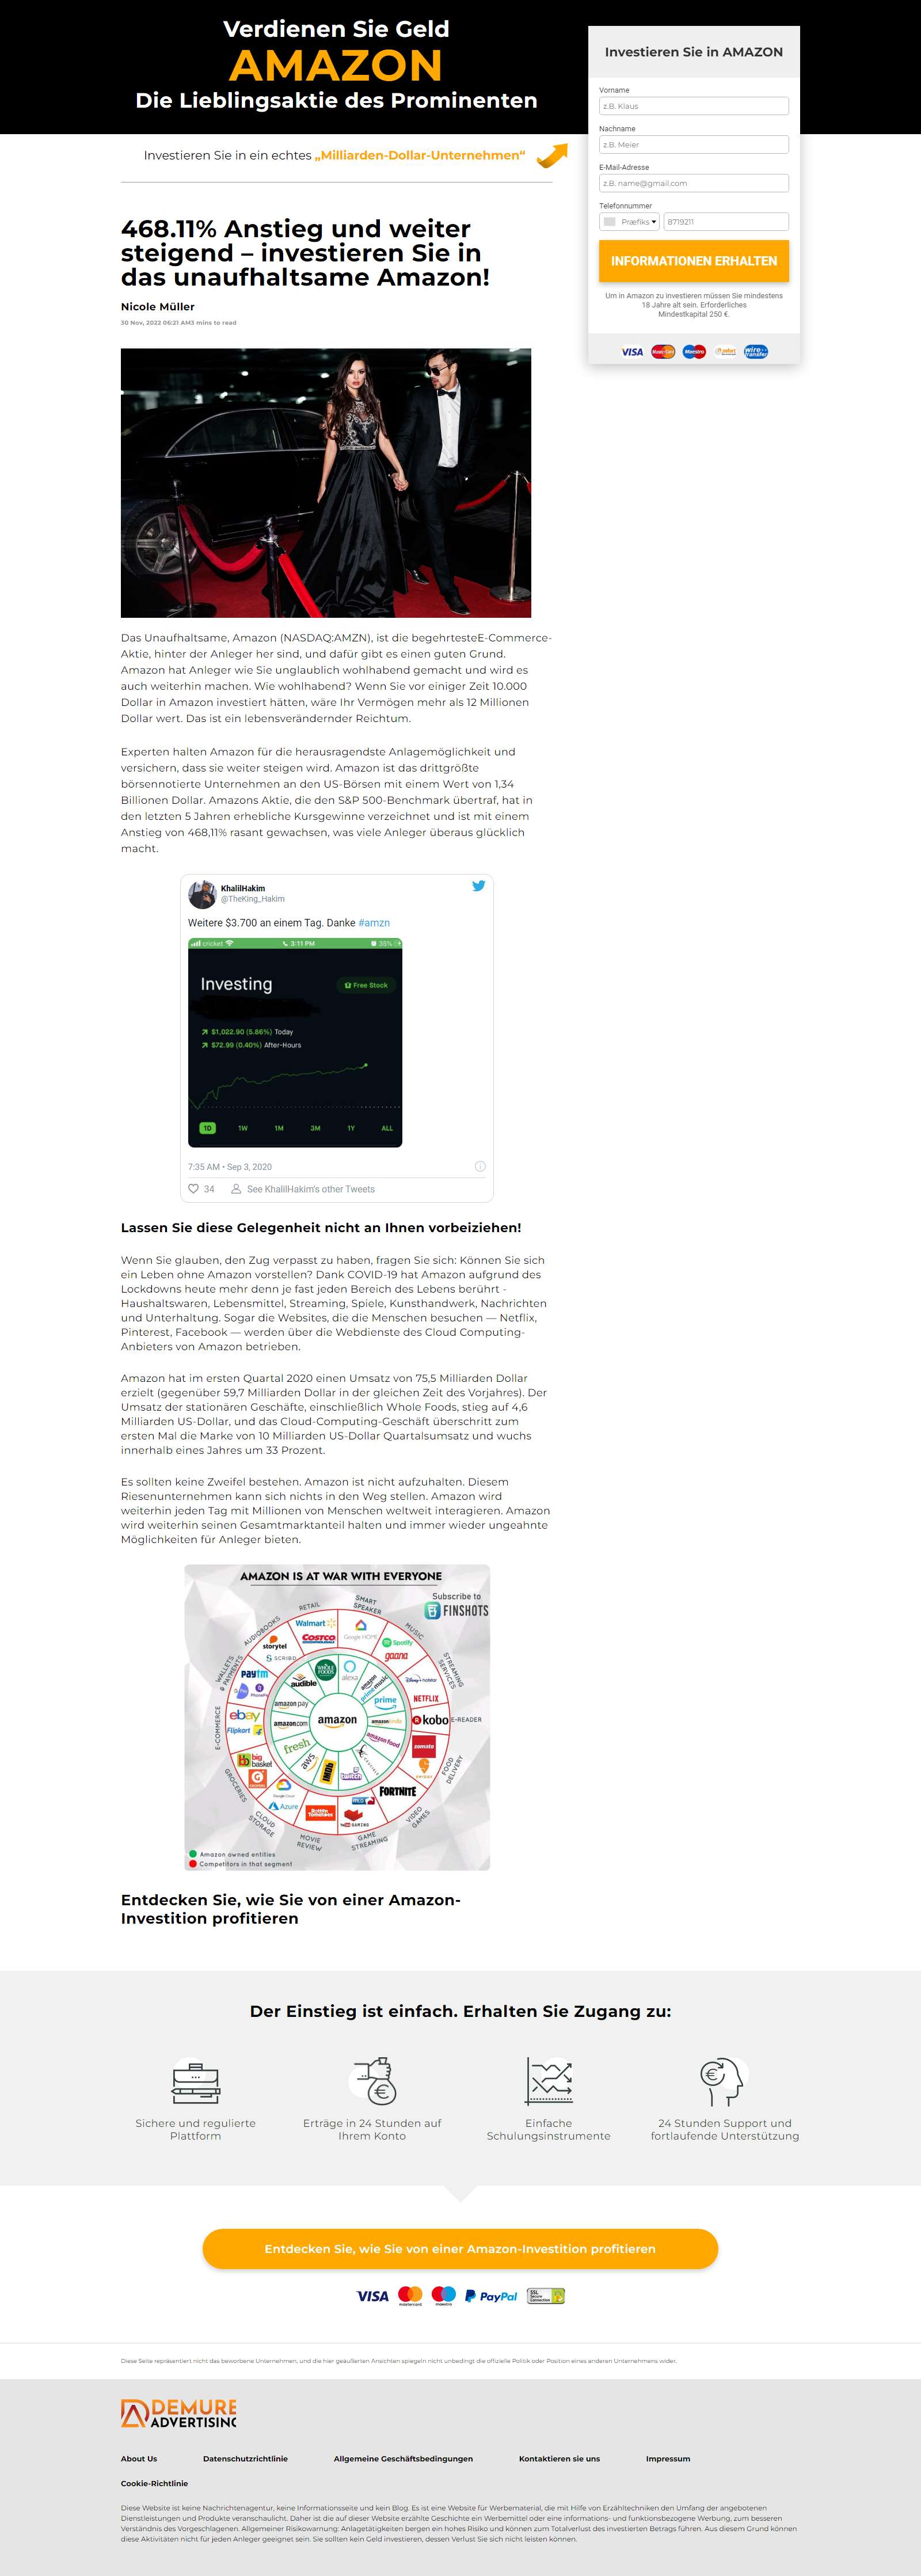 Verdienen Sie Geld
AMAZON
Die Lieblingsaktie des Prominenten
Investieren Sie in AMAZON
Vorname
z.B. Klaus
Nachname
z.B. Meier
E-Mail-Adresse
z.B. name@gmail.com
Telefonnummer
Præfiks
8719211
INFORMATIONEN ERHALTEN
Um in Amazon zu investieren müssen Sie mindestens
18 Jahre alt sein. Erforderliches
Mindestkapital 250 €.
VISA MasterCard Maestro wire transfer
Investieren Sie in ein echtes „Milliarden-Dollar-Unternehmen“
468.11% Anstieg und weiter
steigend – investieren Sie in
das unaufhaltsame Amazon!
Nicole Müller
30 Nov, 2022 06:21 AM3 mins to read
Das Unaufhaltsame, Amazon (NASDAQ:AMZN), ist die begehrtesteE-Commerce-
Aktie, hinter der Anleger her sind, und dafür gibt es einen guten Grund.
Amazon hat Anleger wie Sie unglaublich wohlhabend gemacht und wird es
auch weiterhin machen. Wie wohlhabend? Wenn Sie vor einiger Zeit 10.000
Dollar in Amazon investiert hätten, wäre Ihr Vermögen mehr als 12 Millionen
Dollar wert. Das ist ein lebensverändernder Reichtum.
Experten halten Amazon für die herausragendste Anlagemöglichkeit und
versichern, dass sie weiter steigen wird. Amazon ist das drittgrößte
börsennotierte Unternehmen an den US-Börsen mit einem Wert von 1,34
Billionen Dollar. Amazons Aktie, die den S&P 500-Benchmark übertraf, hat in
den letzten 5 Jahren erhebliche Kursgewinne verzeichnet und ist mit einem
Anstieg von 468,11% rasant gewachsen, was viele Anleger überaus glücklich
macht.
KhalilHakim
@TheKing_Hakim
Weitere $3.700 an einem Tag. Danke #amzn
cricket 3:11 PM 35%
Investing
Free Stock
$1,022.90 (5.86%) Today
$72.99 (0.40%) After-Hours
1D 1W 1M 3M 1Y ALL
7:35 AM · Sep 3, 2020
34 See KhalilHakim's other Tweets
Lassen Sie diese Gelegenheit nicht an Ihnen vorbeiziehen!
Wenn Sie glauben, den Zug verpasst zu haben, fragen Sie sich: Können Sie sich
ein Leben ohne Amazon vorstellen? Dank COVID-19 hat Amazon aufgrund des
Lockdowns heute mehr denn je fast jeden Bereich des Lebens berührt -
Haushaltswaren, Lebensmittel, Streaming, Spiele, Kunsthandwerk, Nachrichten
und Unterhaltung. Sogar die Websites, die die Menschen besuchen — Netflix,
Pinterest, Facebook — werden über die Webdienste des Cloud Computing-
Anbieters von Amazon betrieben.
Amazon hat im ersten Quartal 2020 einen Umsatz von 75,5 Milliarden Dollar
erzielt (gegenüber 59,7 Milliarden Dollar in der gleichen Zeit des Vorjahres). Der
Umsatz der stationären Geschäfte, einschließlich Whole Foods, stieg auf 4,6
Milliarden US-Dollar, und das Cloud-Computing-Geschäft überschritt zum
ersten Mal die Marke von 10 Milliarden US-Dollar Quartalsumsatz und wuchs
innerhalb eines Jahres um 33 Prozent.
Es sollten keine Zweifel bestehen. Amazon ist nicht aufzuhalten. Diesem
Riesenunternehmen kann sich nichts in den Weg stellen. Amazon wird
weiterhin jeden Tag mit Millionen von Menschen weltweit interagieren. Amazon
wird weiterhin seinen Gesamtmarktanteil halten und immer wieder ungeahnte
Möglichkeiten für Anleger bieten.
AMAZON IS AT WAR WITH EVERYONE
Subscribe to
FINSHOTS
RETAIL
SMART SPEAKER
MUSIC
STREAMING SERVICES
E-READER
FOOD DELIVERY
VIDEO GAMES
GAME STREAMING
MOVIE REVIEW
CLOUD STORAGE
GROCERIES
E-COMMERCE
WALLETS & PAYMENTS
AUDIOBOOKS
Walmart
COSTCO
Google HOME
Spotify
gaana
Disney+ hotstar
NETFLIX
kobo
zomato
SWIGGY
FORTNITE
GAMING
Rotten Tomatoes
Google Cloud
Azure
big basket
ebay
Flipkart
paytm
PhonePe
storytel
SCRIBD
WHOLE FOODS
alexa
amazon music
prime
amazon kindle
amazon food
twitch
IMDb
aws
fresh
amazon.com
amazon pay
audible
amazon
Amazon owned entities
Competitors in that segment
Entdecken Sie, wie Sie von einer Amazon-
Investition profitieren
Der Einstieg ist einfach. Erhalten Sie Zugang zu:
Sichere und regulierte
Plattform
Erträge in 24 Stunden auf
Ihrem Konto
Einfache
Schulungsinstrumente
24 Stunden Support und
fortlaufende Unterstützung
Entdecken Sie, wie Sie von einer Amazon-Investition profitieren
VISA mastercard maestro PayPal SSL Secure Connection
Diese Seite repräsentiert nicht das beworbene Unternehmen, und die hier geäußerten Ansichten spiegeln nicht unbedingt die offizielle Politik oder Position eines anderen Unternehmens wider.
DEMURE
ADVERTISING
About Us Datenschutzrichtlinie Allgemeine Geschäftsbedingungen Kontaktieren sie uns Impressum
Cookie-Richtlinie
Diese Website ist keine Nachrichtenagentur, keine Informationsseite und kein Blog. Es ist eine Website für Werbematerial, die mit Hilfe von Erzähltechniken den Umfang der angebotenen
Dienstleistungen und Produkte veranschaulicht. Daher ist die auf dieser Website erzählte Geschichte ein Werbemittel oder eine informations- und funktionsbezogene Werbung, zum besseren
Verständnis des Vorgeschlagenen. Allgemeiner Risikowarnung: Anlagetätigkeiten bergen ein hohes Risiko und können zum Totalverlust des investierten Betrags führen. Aus diesem Grund können
diese Aktivitäten nicht für jeden Anleger geeignet sein. Sie sollten kein Geld investieren, dessen Verlust Sie sich nicht leisten können.